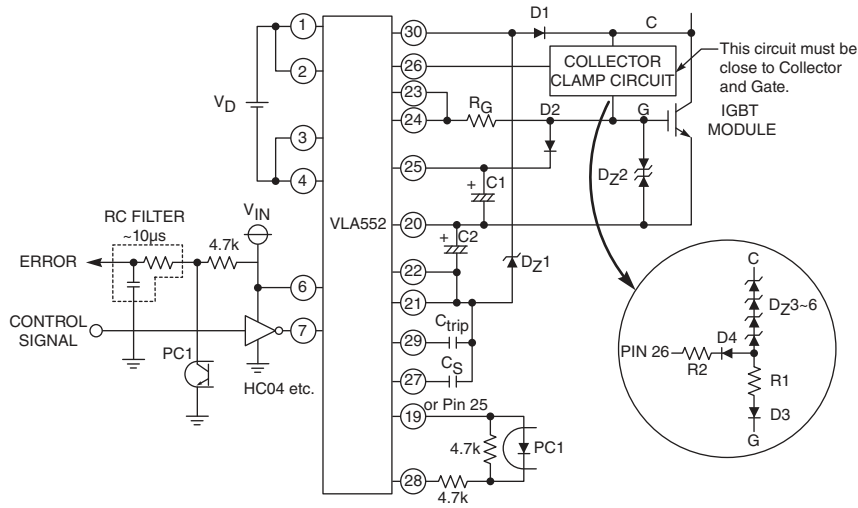 1
2
3
4
V_D
VLA552
30
26
23
24
25
20
22
21
29
27
19
28
6
7
D1
C
COLLECTOR
CLAMP CIRCUIT
This circuit must be
close to Collector
and Gate.
IGBT
MODULE
R_G
D2
G
D_Z2
+ C1
+ C2
D_Z1
C_trip
C_S
or Pin 25
4.7k
PC1
4.7k
V_IN
RC FILTER
~10µs
4.7k
ERROR
CONTROL
SIGNAL
PC1
HC04 etc.
C
D_Z3~6
PIN 26
D4
R2
R1
D3
G